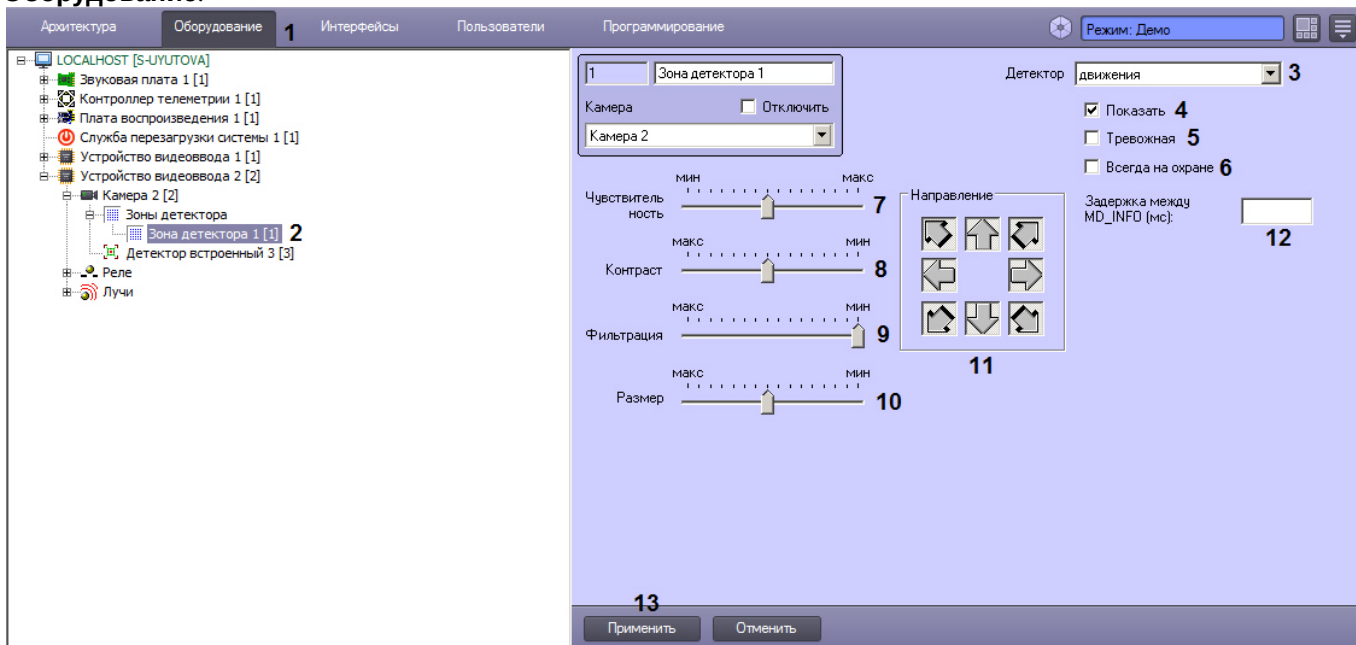 Оборудование.
Архитектура Оборудование 1 Интерфейсы Пользователи Программирование Режим: Демо
LOCALHOST [S-UYUTOVA]
Звуковая плата 1 [1]
Контроллер телеметрии 1 [1]
Плата воспроизведения 1 [1]
Служба перезагрузки системы 1 [1]
Устройство видеоввода 1 [1]
Устройство видеоввода 2 [2]
Камера 2 [2]
Зоны детектора
Зона детектора 1 [1] 2
Детектор встроенный 3 [3]
Реле
Лучи
1 Зона детектора 1
Камера Отключить
Камера 2
Детектор движения 3
Показать 4
Тревожная 5
Всегда на охране 6
мин макс
Чувствитель
ность
7
макс мин
Контраст 8
макс мин
Фильтрация 9
макс мин
Размер 10
Направление
11
Задержка между
MD_INFO (мс):
12
13
Применить Отменить